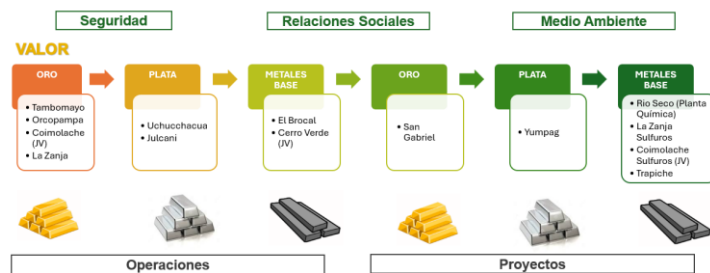 Seguridad
Relaciones Sociales
Medio Ambiente
VALOR
ORO
• Tambomayo
• Orcopampa
• Coimolache
(JV)
• La Zanja
PLATA
• Uchucchacua
• Julcani
METALES
BASE
• El Brocal
• Cerro Verde
(JV)
ORO
• San
Gabriel
PLATA
• Yumpag
METALES
BASE
• Rio Seco (Planta
Química)
• La Zanja
Sulfuros
• Coimolache
Sulfuros (JV)
• Trapiche
Operaciones
Proyectos